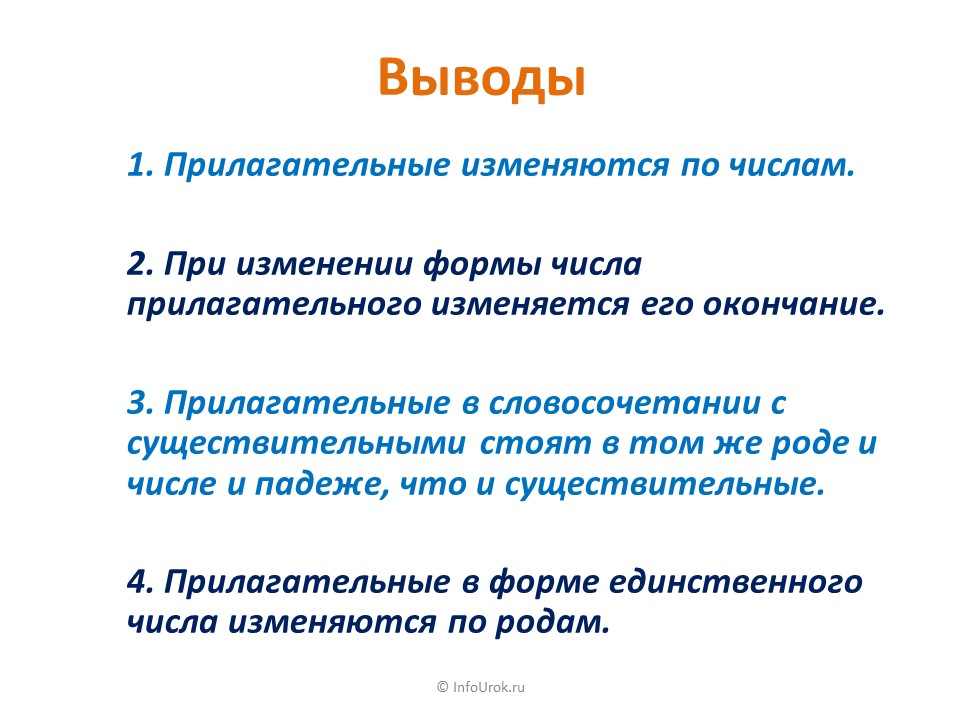 Выводы
1. Прилагательные изменяются по числам.
2. При изменении формы числа
прилагательного изменяется его окончание.
3. Прилагательные в словосочетании с
существительными стоят в том же роде и
числе и падеже, что и существительные.
4. Прилагательные в форме единственного
числа изменяются по родам.
© InfoUrok.ru